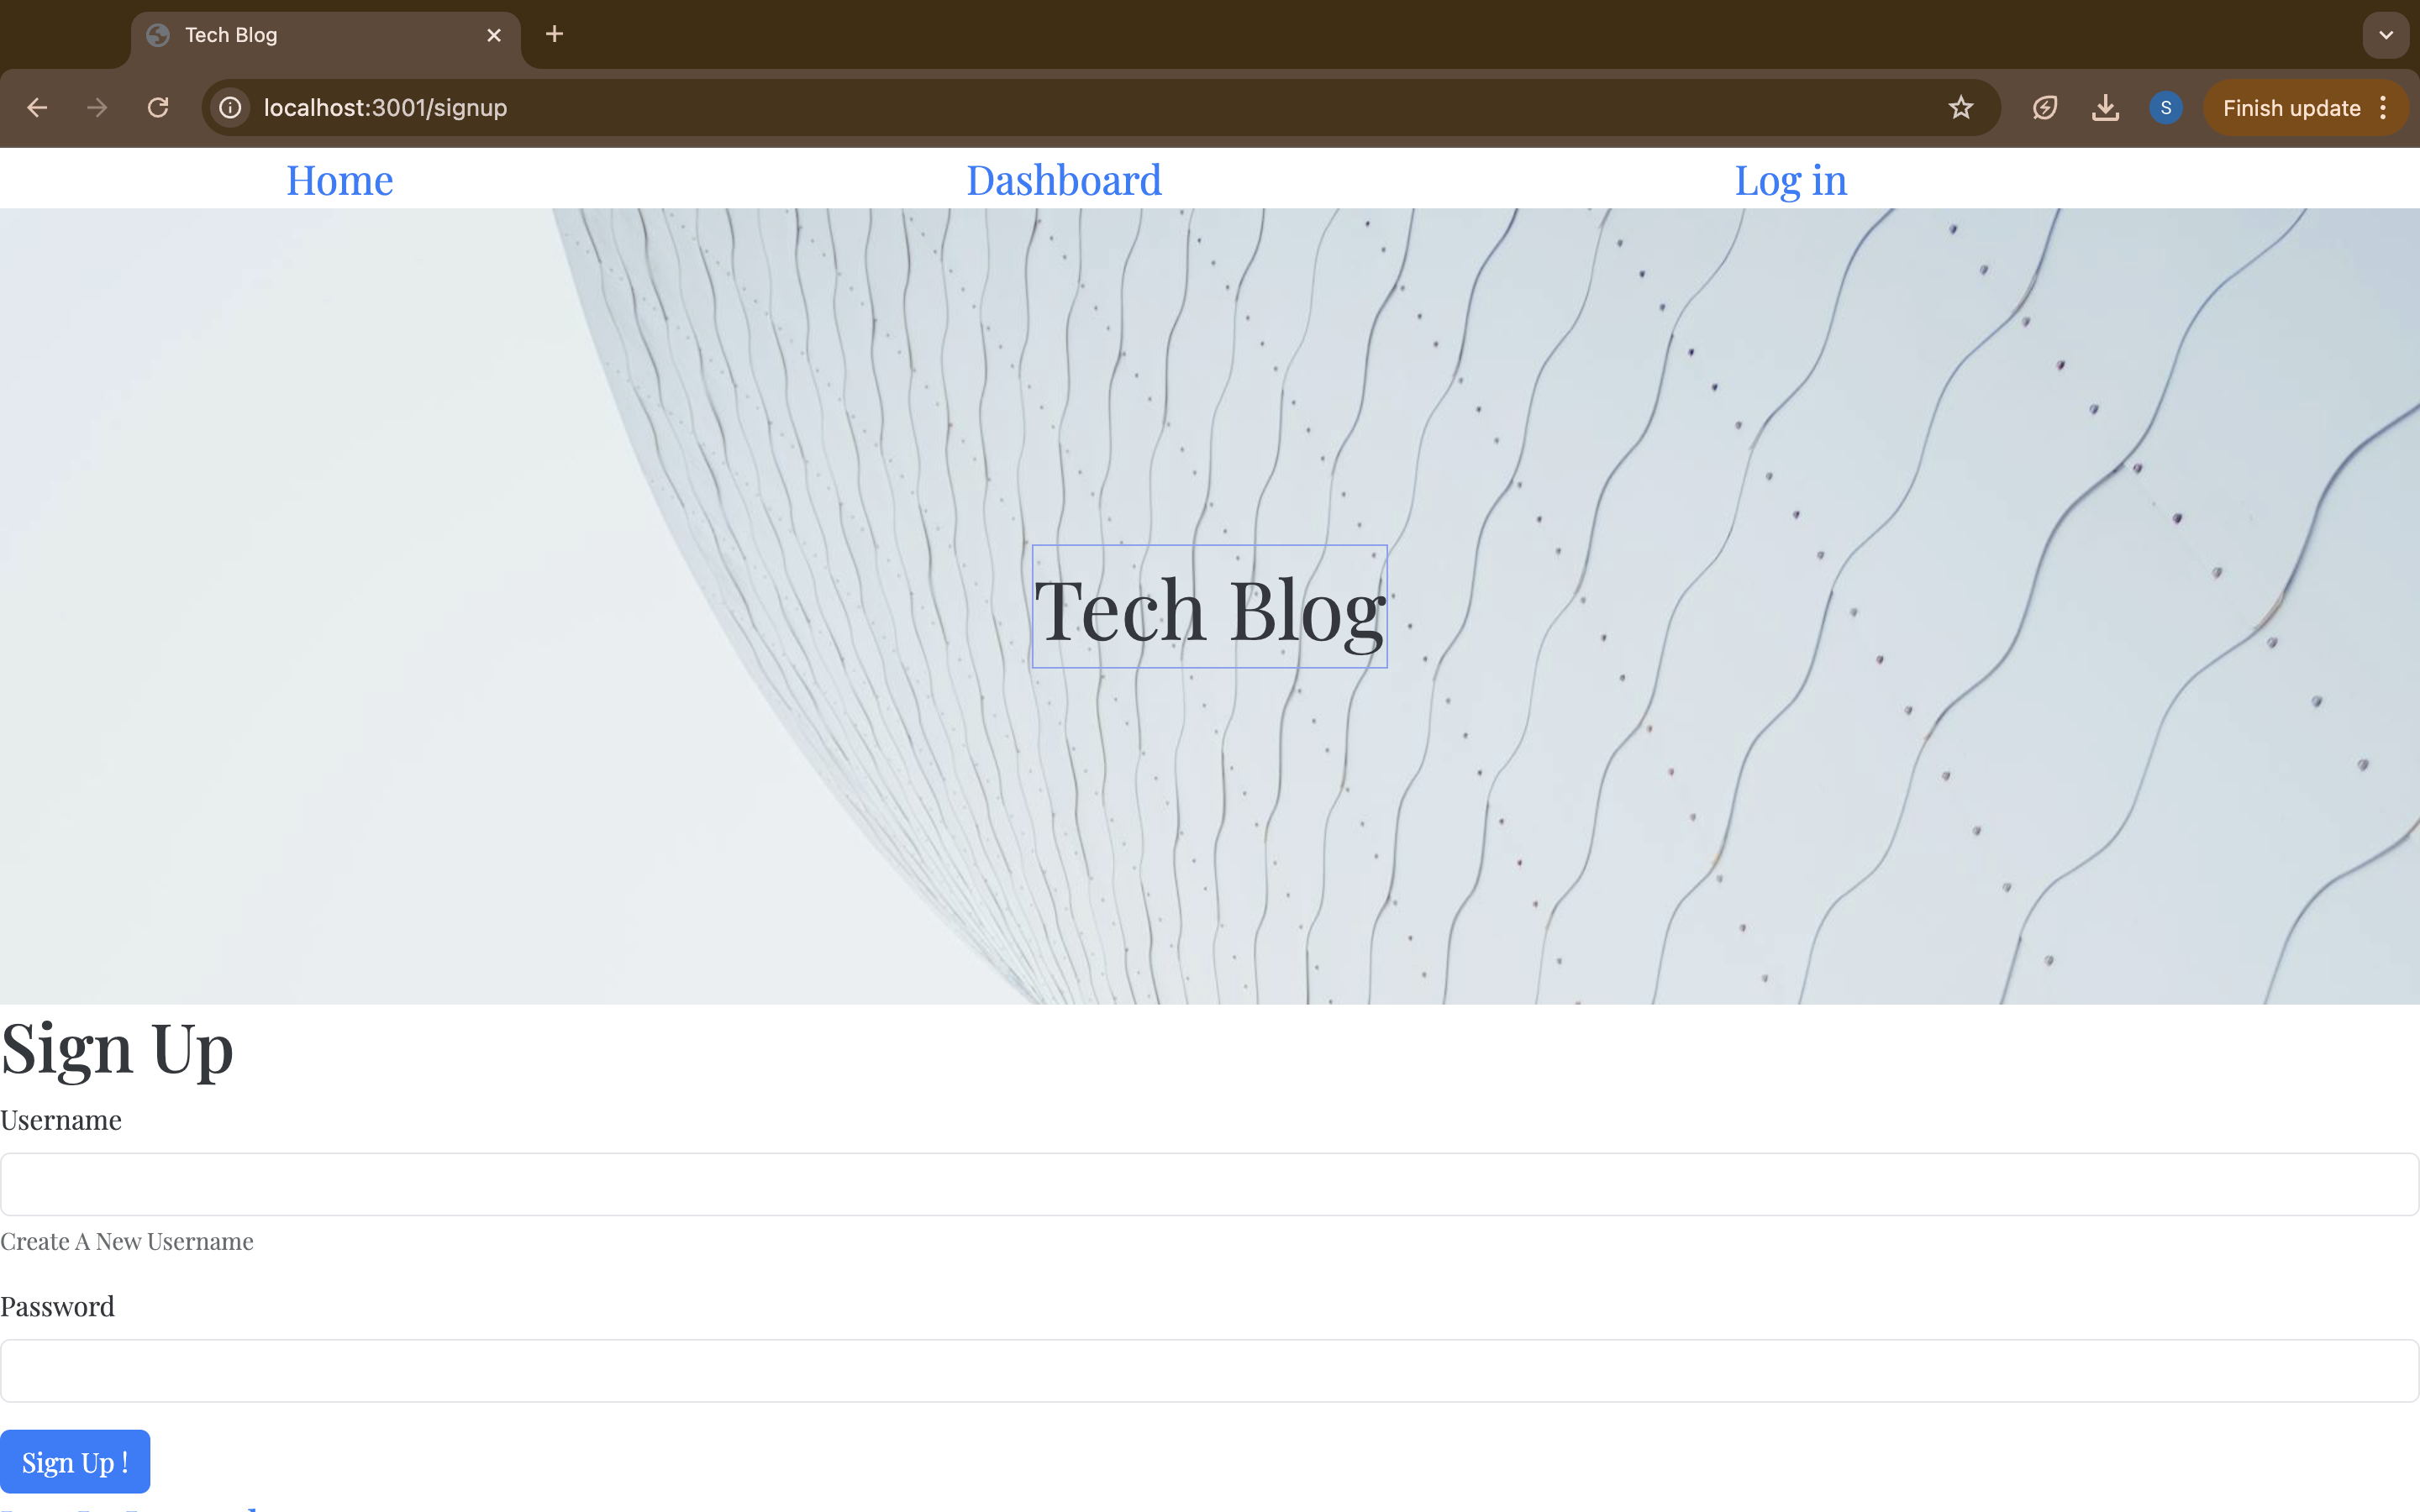 Tech Blog
localhost:3001/signup
S
Finish update
Home
Dashboard
Log in
Tech Blog
Sign Up
Username
Create A New Username
Password
Sign Up !